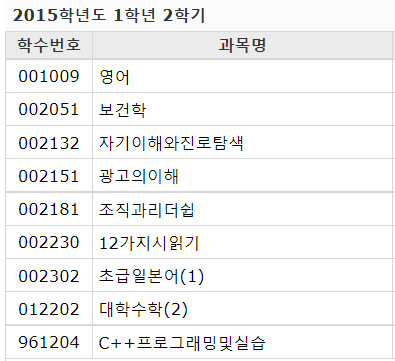 2015학년도 1학년 2학기
학수번호 과목명
001009 영어
002051 보건학
002132 자기이해와진로탐색
002151 광고의이해
002181 조직과리더쉽
002230 12가지시읽기
002302 초급일본어(1)
012202 대학수학(2)
961204 C++프로그래밍및실습